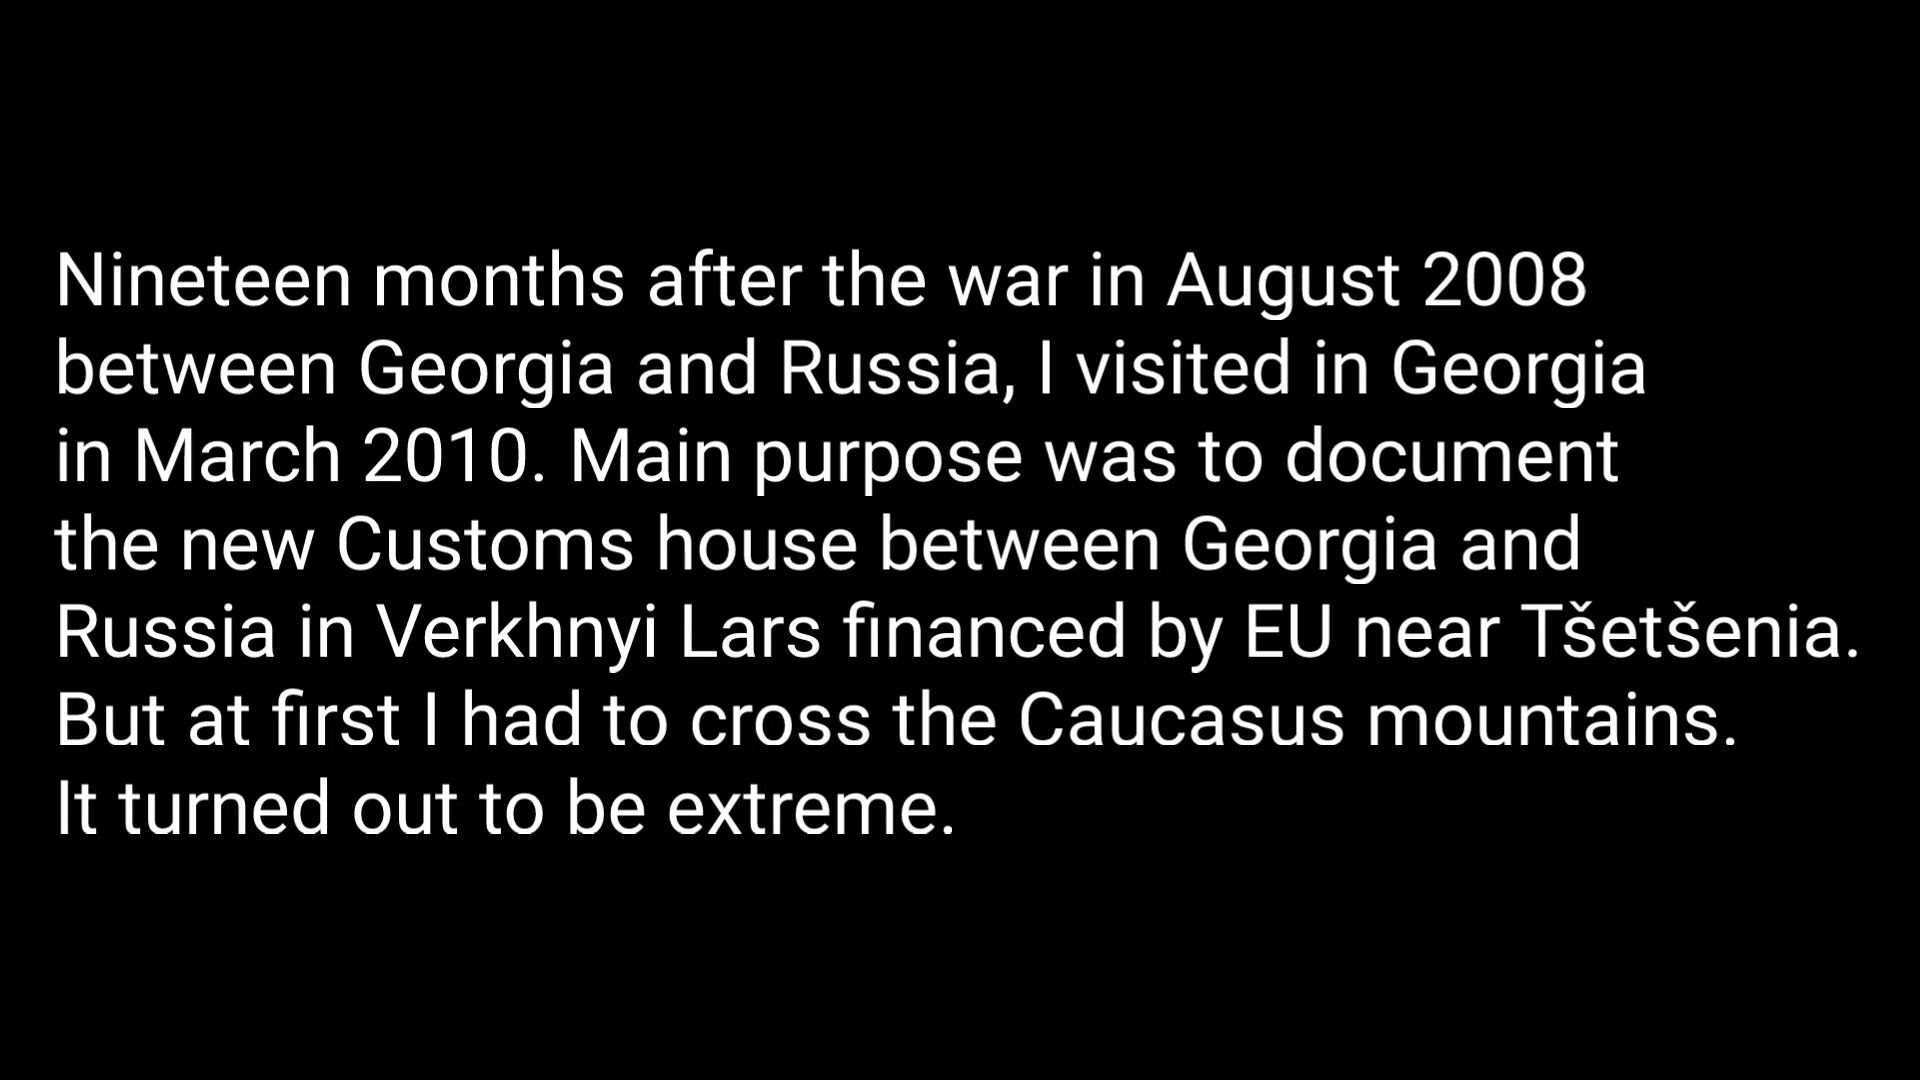 Nineteen months after the war in August 2008
between Georgia and Russia, I visited in Georgia
in March 2010. Main purpose was to document
the new Customs house between Georgia and
Russia in Verkhnyi Lars financed by EU near Tšetšenia.
But at first I had to cross the Caucasus mountains.
It turned out to be extreme.